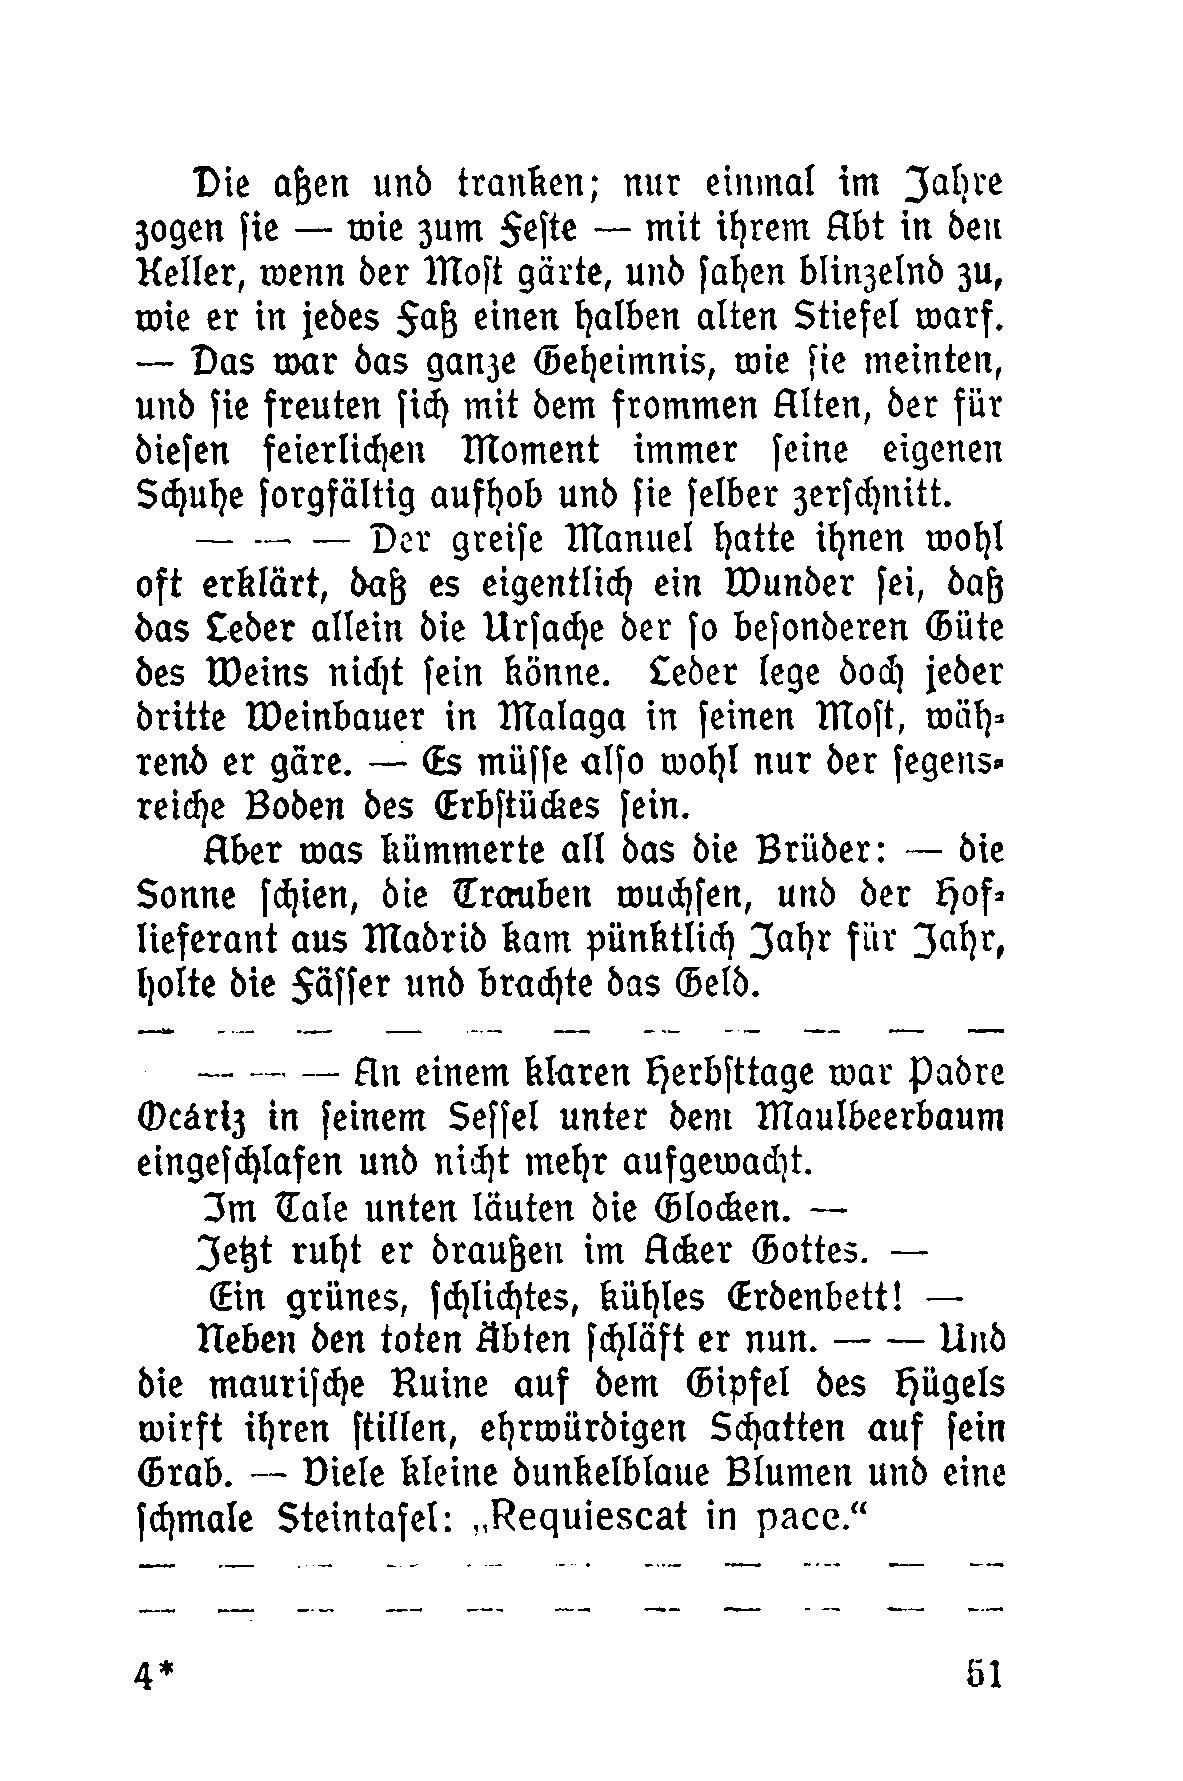 Die aßen und tranken; nur einmal im Jahre
zogen ſie — wie zum Feſte — mit ihrem Abt in den
Keller, wenn der Moſt gärte, und ſahen blinzelnd zu,
wie er in jedes Faß einen halben alten Stiefel warf.
— Das war das ganze Geheimnis, wie ſie meinten,
und ſie freuten ſich mit dem frommen Alten, der für
dieſen feierlichen Moment immer ſeine eigenen
Schuhe ſorgfältig aufhob und ſie ſelber zerſchnitt.
— — — Der greiſe Manuel hatte ihnen wohl
oft erklärt, daß es eigentlich ein Wunder ſei, daß
das Leder allein die Urſache der ſo beſonderen Güte
des Weins nicht ſein könne. Leder lege doch jeder
dritte Weinbauer in Malaga in ſeinen Moſt, wäh-
rend er gäre. — Es müſſe alſo wohl nur der ſegens-
reiche Boden des Erbſtückes ſein.
Aber was kümmerte all das die Brüder: — die
Sonne ſchien, die Trauben wuchſen, und der Hof-
lieferant aus Madrid kam pünktlich Jahr für Jahr,
holte die Fäſſer und brachte das Geld.
— — — — — — — — — — —
— — — An einem klaren Herbſttage war Padre
Ocáriz in ſeinem Seſſel unter dem Maulbeerbaum
eingeſchlafen und nicht mehr aufgewacht.
Im Tale unten läuten die Glocken. —
Jetzt ruht er draußen im Acker Gottes. —
Ein grünes, ſchlichtes, kühles Erdenbett! —
Neben den toten Äbten ſchläft er nun. — — Und
die mauriſche Ruine auf dem Gipfel des Hügels
wirft ihren ſtillen, ehrwürdigen Schatten auf ſein
Grab. — Viele kleine dunkelblaue Blumen und eine
ſchmale Steintafel: „Requiescat in pace.“
— — — — — — — — — — —
— — — — — — — — — — —
4* 51